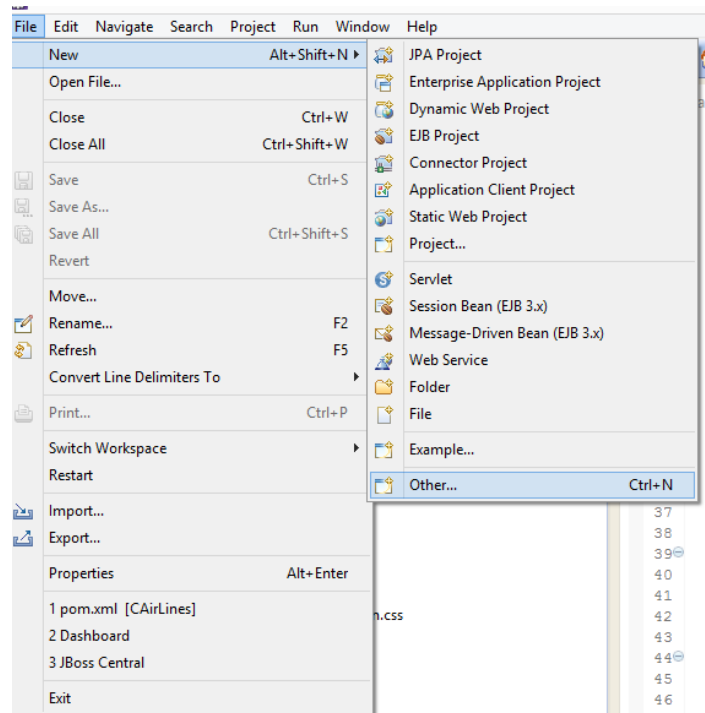 File Edit Navigate Search Project Run Window Help
New Alt+Shift+N
Open File...
Close Ctrl+W
Close All Ctrl+Shift+W
Save Ctrl+S
Save As...
Save All Ctrl+Shift+S
Revert
Move...
Rename... F2
Refresh F5
Convert Line Delimiters To
Print... Ctrl+P
Switch Workspace
Restart
Import...
Export...
Properties Alt+Enter
1 pom.xml [CAirLines]
2 Dashboard
3 JBoss Central
Exit
JPA Project
Enterprise Application Project
Dynamic Web Project
EJB Project
Connector Project
Application Client Project
Static Web Project
Project...
Servlet
Session Bean (EJB 3.x)
Message-Driven Bean (EJB 3.x)
Web Service
Folder
File
Example...
Other... Ctrl+N
n.css
37
38
39
40
41
42
43
44
45
46